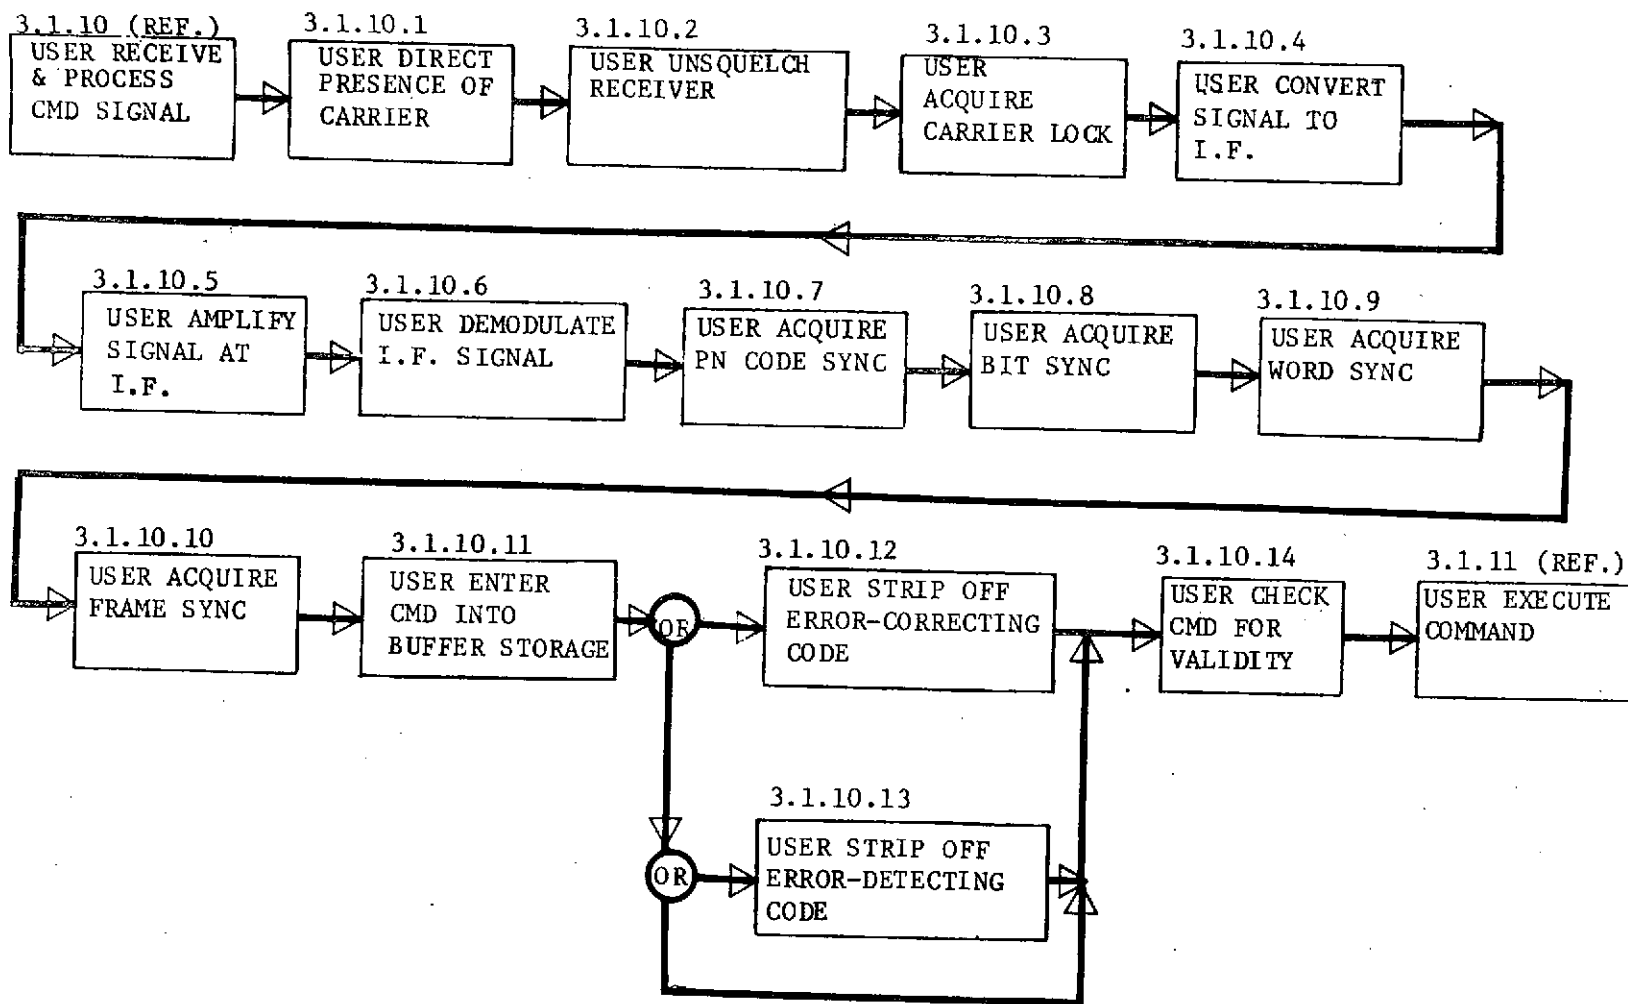 3.1.10 (REF.)
USER RECEIVE
& PROCESS
CMD SIGNAL
3.1.10.1
USER DIRECT
PRESENCE OF
CARRIER
3.1.10.2
USER UNSQUELCH
RECEIVER
3.1.10.3
USER
ACQUIRE
CARRIER LOCK
3.1.10.4
USER CONVERT
SIGNAL TO
I.F.
3.1.10.5
USER AMPLIFY
SIGNAL AT
I.F.
3.1.10.6
USER DEMODULATE
I.F. SIGNAL
3.1.10.7
USER ACQUIRE
PN CODE SYNC
3.1.10.8
USER ACQUIRE
BIT SYNC
3.1.10.9
USER ACQUIRE
WORD SYNC
3.1.10.10
USER ACQUIRE
FRAME SYNC
3.1.10.11
USER ENTER
CMD INTO
BUFFER STORAGE
OR
3.1.10.12
USER STRIP OFF
ERROR-CORRECTING
CODE
3.1.10.14
USER CHECK
CMD FOR
VALIDITY
3.1.11 (REF.)
USER EXECUTE
COMMAND
OR
3.1.10.13
USER STRIP OFF
ERROR-DETECTING
CODE